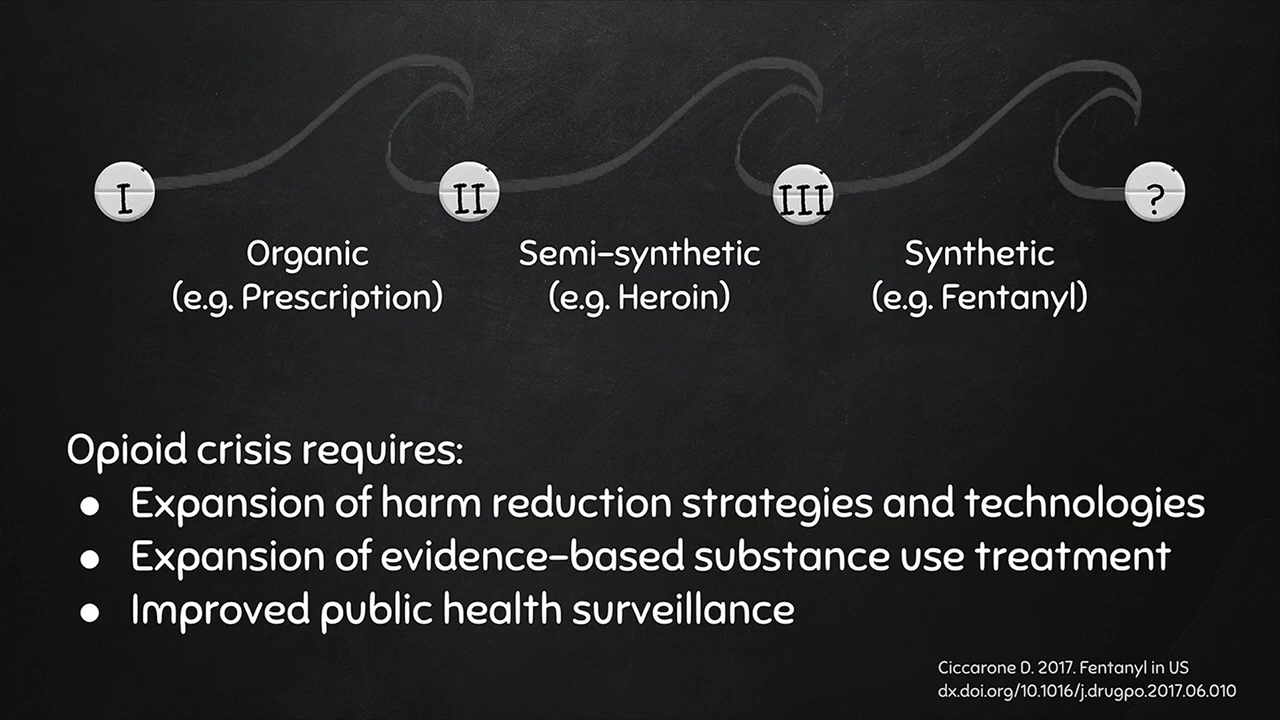 I II III ?
Organic Semi-synthetic Synthetic
(e.g. Prescription) (e.g. Heroin) (e.g. Fentanyl)
Opioid crisis requires:
● Expansion of harm reduction strategies and technologies
● Expansion of evidence-based substance use treatment
● Improved public health surveillance
Ciccarone D. 2017. Fentanyl in US
dx.doi.org/10.1016/j.drugpo.2017.06.010